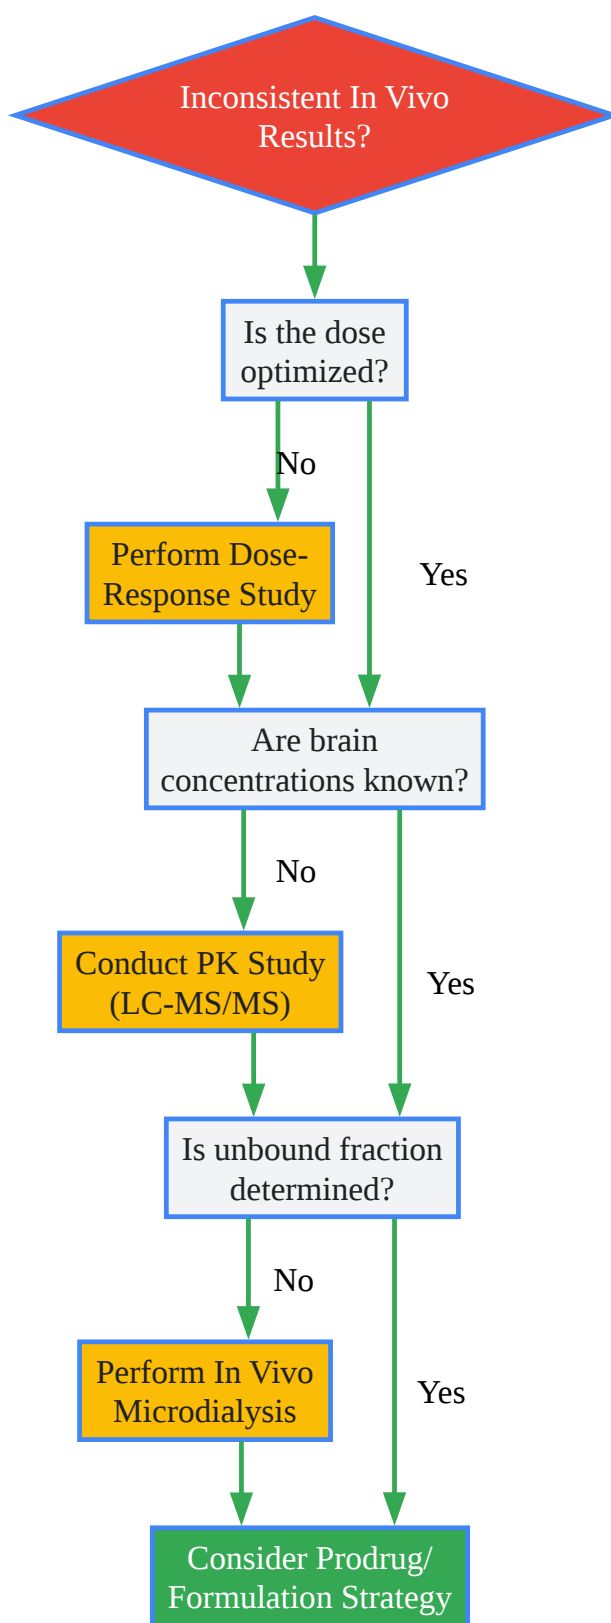 Inconsistent In Vivo
Results?
Is the dose
optimized?
No
Perform Dose-
Response Study
Yes
Are brain
concentrations known?
No
Conduct PK Study
(LC-MS/MS)
Yes
Is unbound fraction
determined?
No
Perform In Vivo
Microdialysis
Yes
Consider Prodrug/
Formulation Strategy